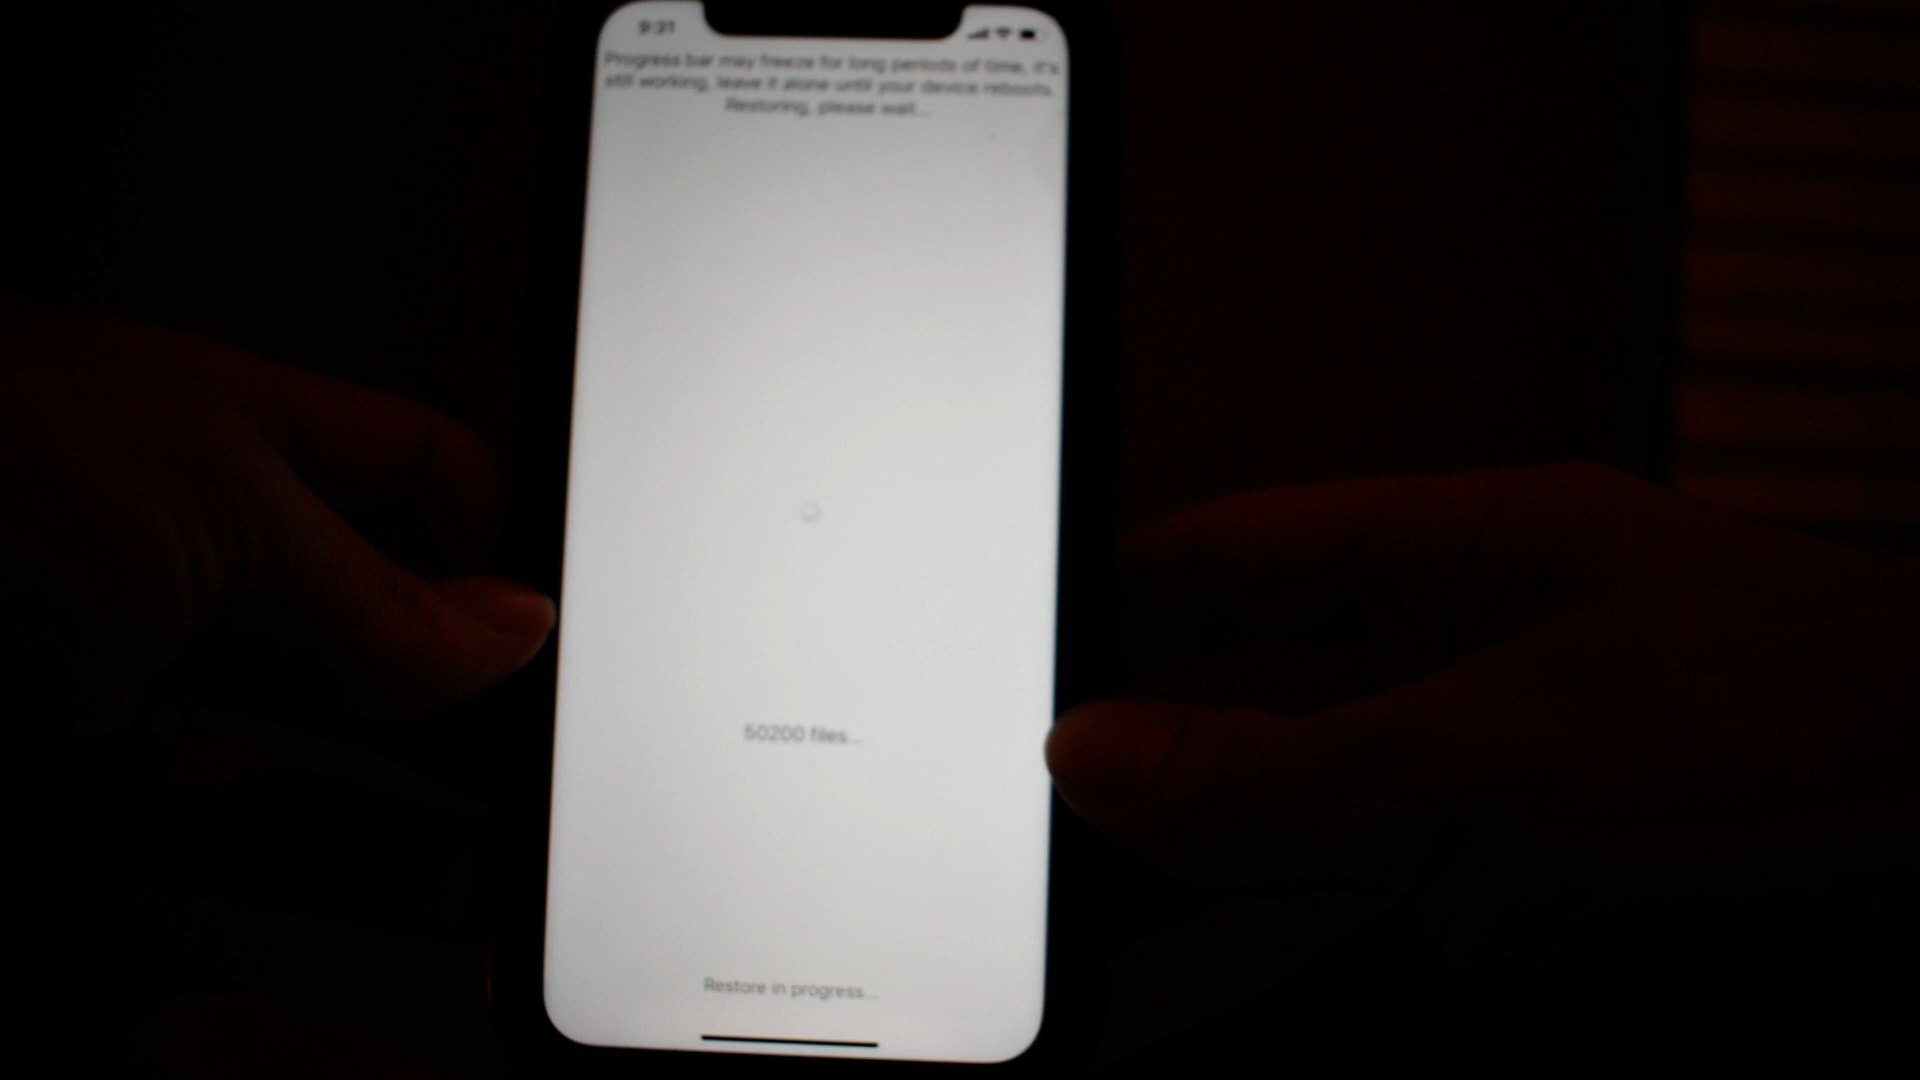 9:31
Progress bar may freeze for long periods of time, it's
still working, leave it alone until your device reboots.
Restoring, please wait...
50200 files...
Restore in progress...